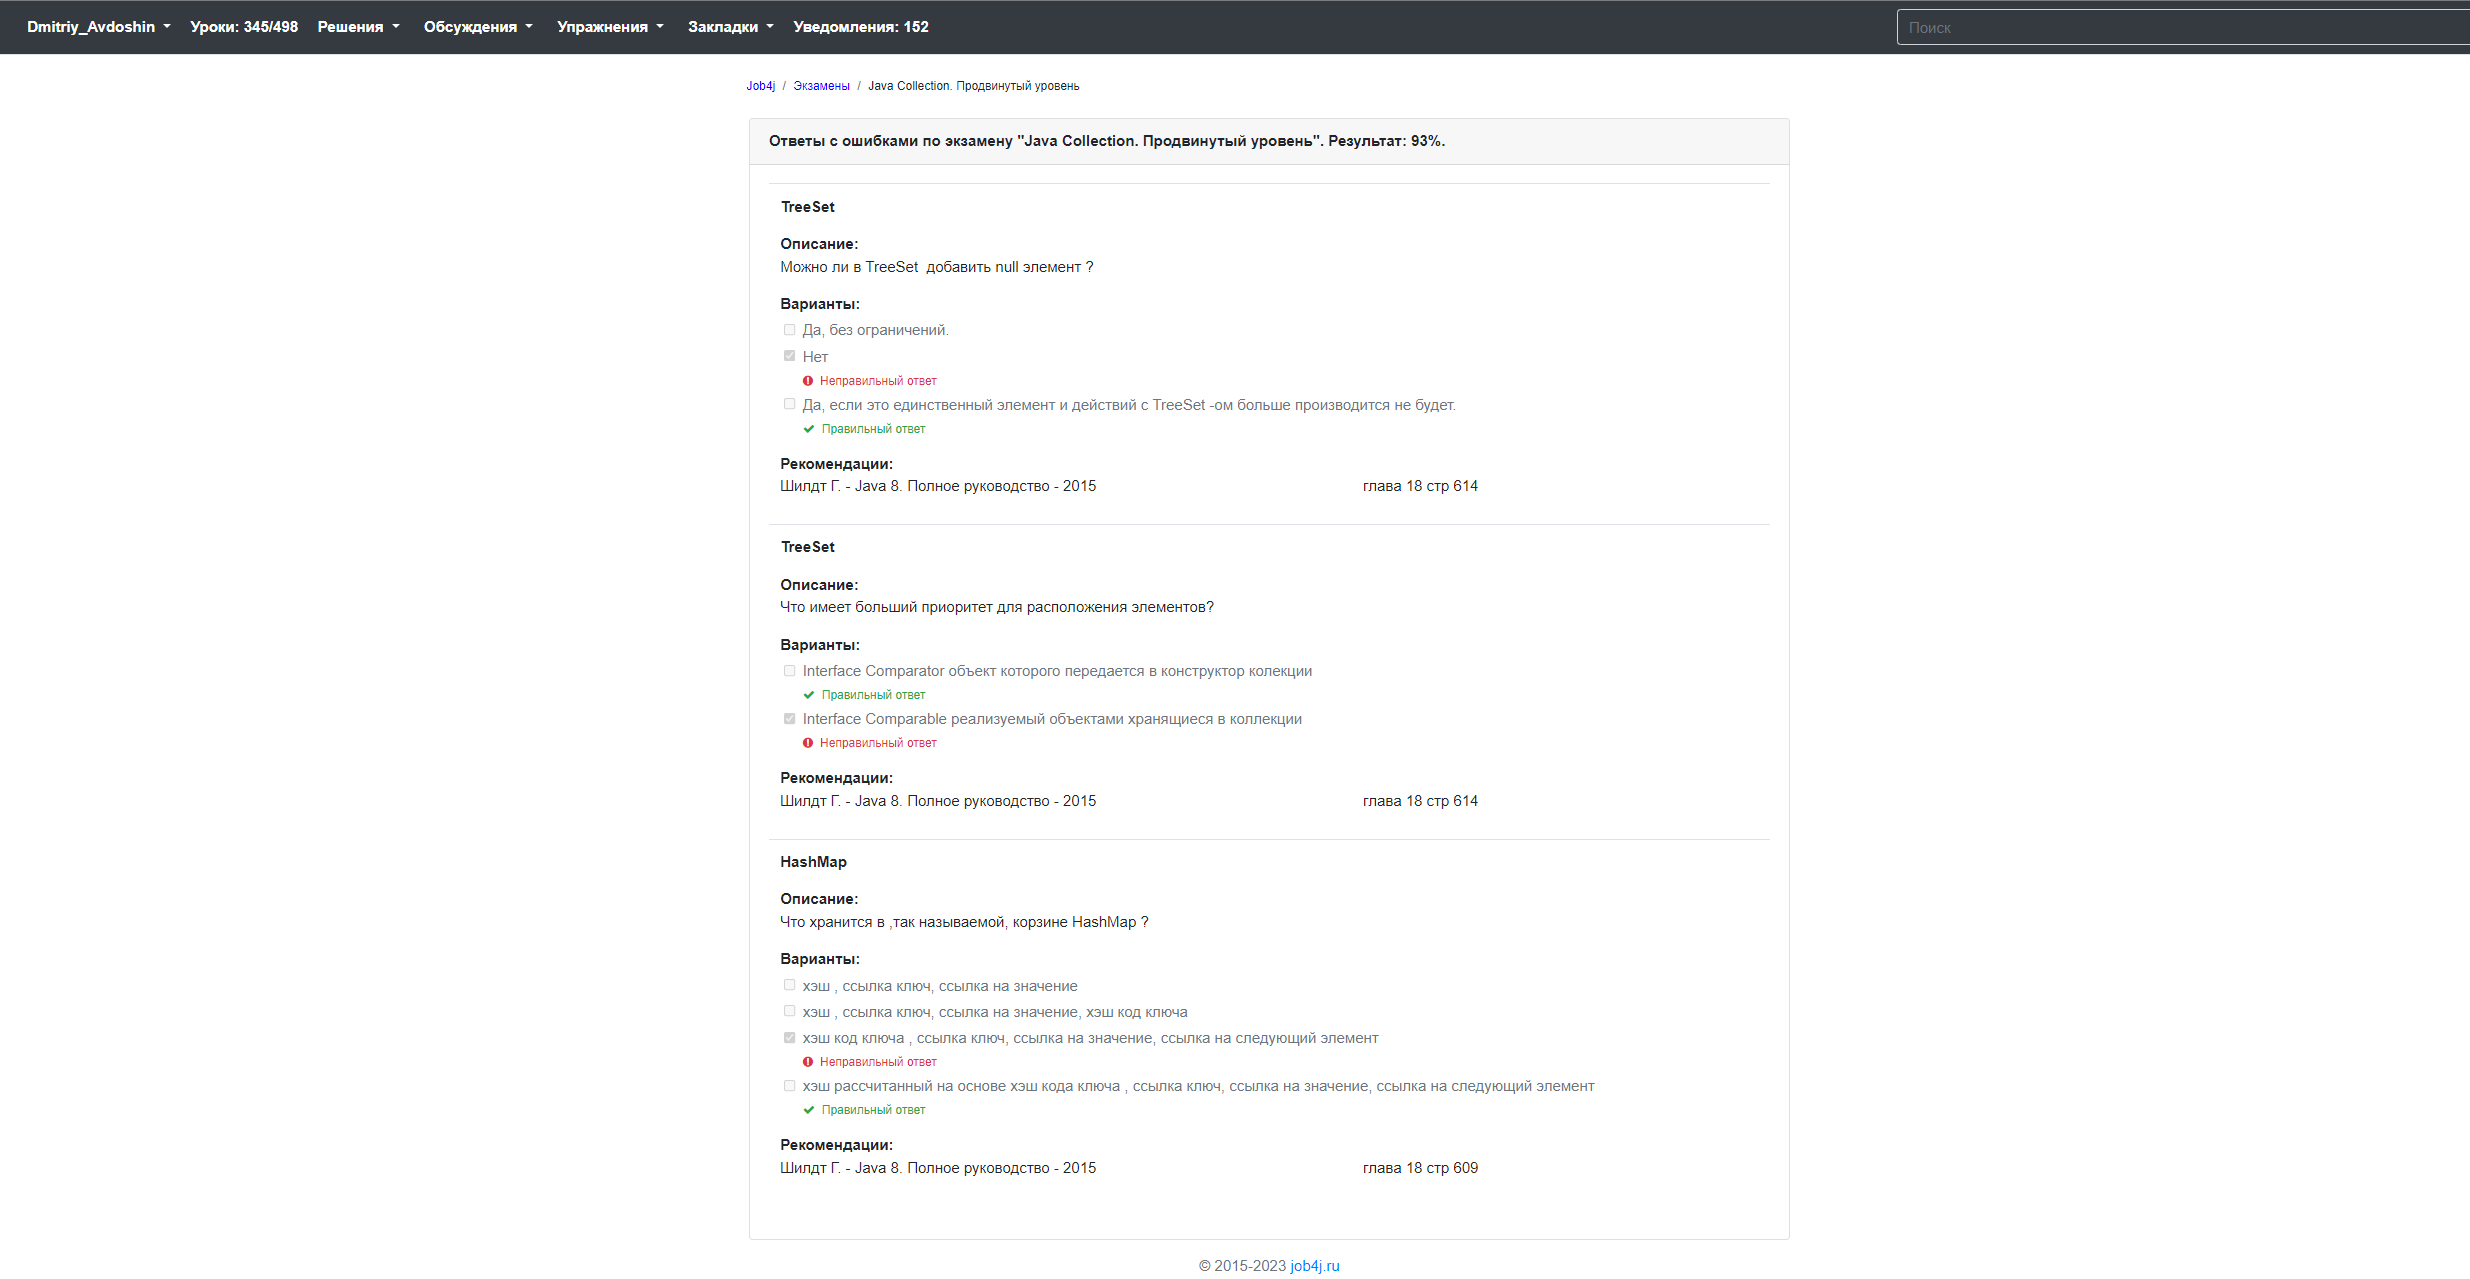 Dmitriy_Avdoshin Уроки: 345/498 Решения Обсуждения Упражнения Закладки Уведомления: 152 Поиск
Job4j / Экзамены / Java Collection. Продвинутый уровень
Ответы с ошибками по экзамену "Java Collection. Продвинутый уровень". Результат: 93%.
TreeSet
Описание:
Можно ли в TreeSet добавить null элемент ?
Варианты:
Да, без ограничений.
Нет
Неправильный ответ
Да, если это единственный элемент и действий с TreeSet -ом больше производится не будет.
Правильный ответ
Рекомендации:
Шилдт Г. - Java 8. Полное руководство - 2015 глава 18 стр 614
TreeSet
Описание:
Что имеет больший приоритет для расположения элементов?
Варианты:
Interface Comparator объект которого передается в конструктор колекции
Правильный ответ
Interface Comparable реализуемый объектами хранящиеся в коллекции
Неправильный ответ
Рекомендации:
Шилдт Г. - Java 8. Полное руководство - 2015 глава 18 стр 614
HashMap
Описание:
Что хранится в ,так называемой, корзине HashMap ?
Варианты:
хэш , ссылка ключ, ссылка на значение
хэш , ссылка ключ, ссылка на значение, хэш код ключа
хэш код ключа , ссылка ключ, ссылка на значение, ссылка на следующий элемент
Неправильный ответ
хэш рассчитанный на основе хэш кода ключа , ссылка ключ, ссылка на значение, ссылка на следующий элемент
Правильный ответ
Рекомендации:
Шилдт Г. - Java 8. Полное руководство - 2015 глава 18 стр 609
© 2015-2023 job4j.ru